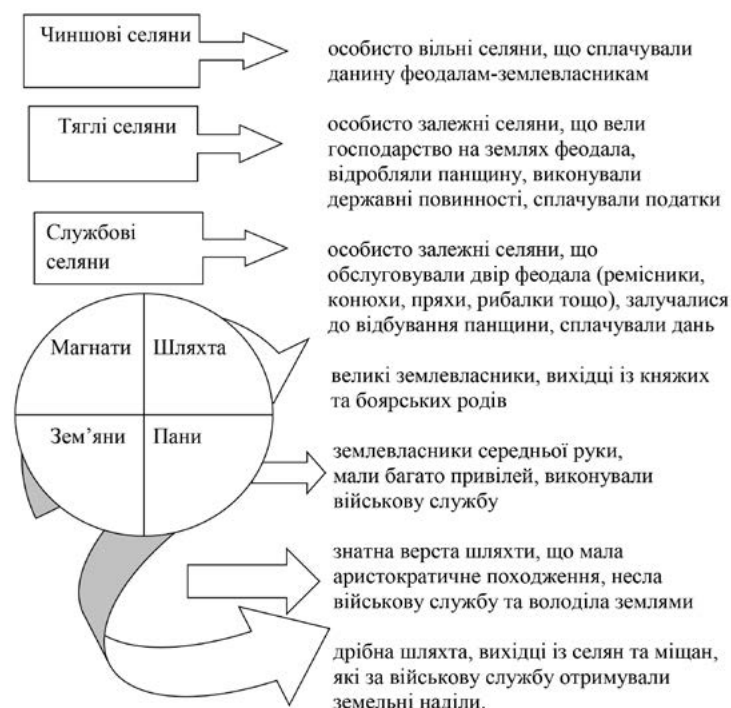 Чиншові селяни
особисто вільні селяни, що сплачували
данину феодалам-землевласникам
Тяглі селяни
особисто залежні селяни, що вели
господарство на землях феодала,
відробляли панщину, виконували
державні повинності, сплачували податки
Службові
селяни
особисто залежні селяни, що
обслуговували двір феодала (ремісники,
конюхи, пряхи, рибалки тощо), залучалися
до відбування панщини, сплачували дань
Магнати
Шляхта
Зем’яни
Пани
великі землевласники, вихідці із княжих
та боярських родів
землевласники середньої руки,
мали багато привілей, виконували
військову службу
знатна верста шляхти, що мала
аристократичне походження, несла
військову службу та володіла землями
дрібна шляхта, вихідці із селян та міщан,
які за військову службу отримували
земельні наділи.